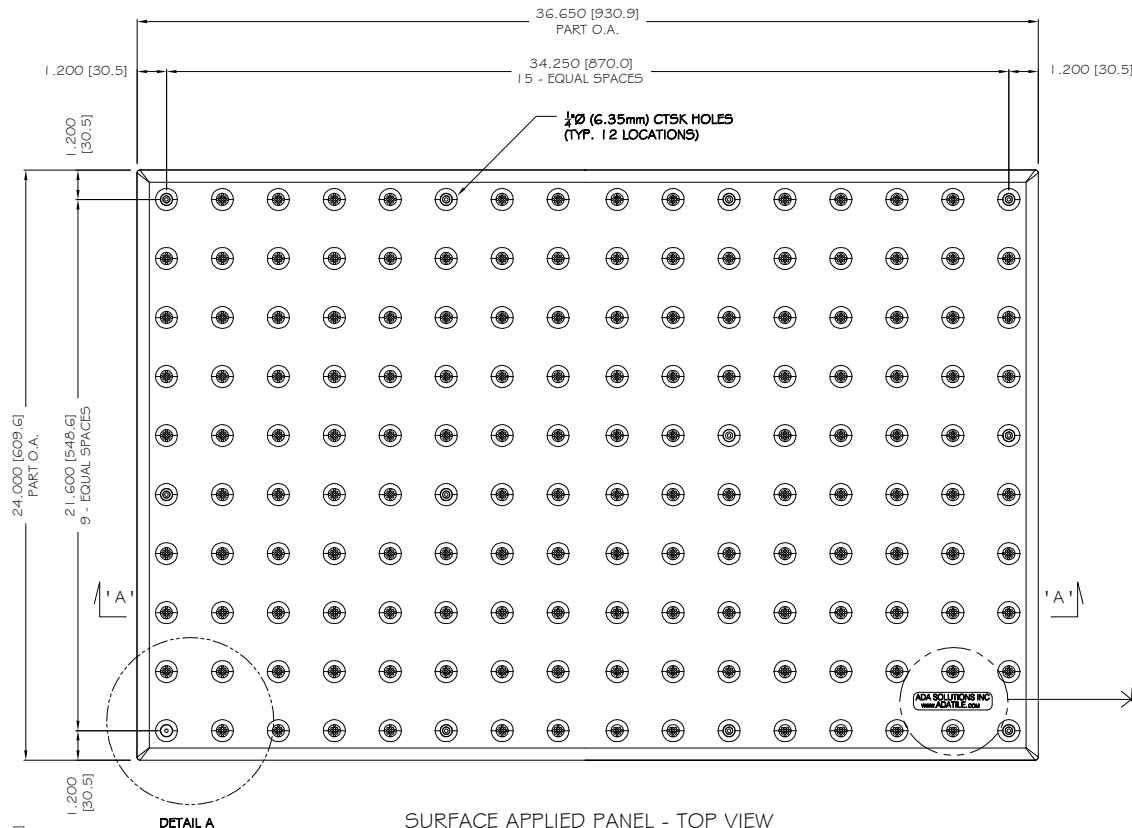 36.650 [930.9]
PART O.A.
34.250 [870.0]
15 - EQUAL SPACES
1.200 [30.5]
1.200 [30.5]
1.200
[30.5]
1/4"Ø (6.35mm) CTSK HOLES
(TYP. 12 LOCATIONS)
24.000 [609.6]
PART O.A.
21.600 [548.6]
9 - EQUAL SPACES
'A'
'A'
ADA SOLUTIONS INC
www.ADATILE.COM
1.200
[30.5]
]
DETAIL A
SURFACE APPLIED PANEL - TOP VIEW